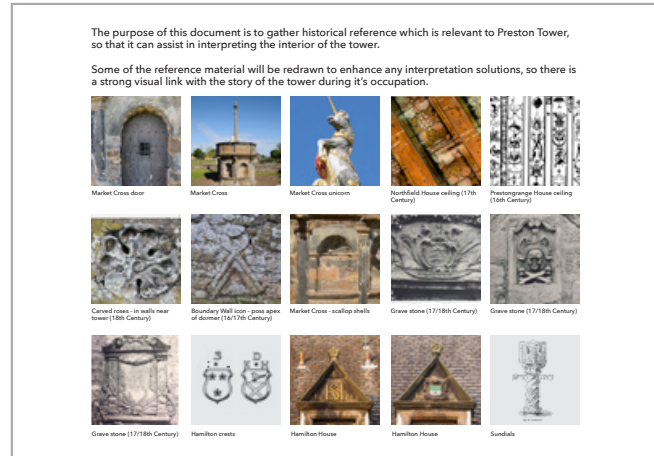 The purpose of this document is to gather historical reference which is relevant to Preston Tower,
so that it can assist in interpreting the interior of the tower.
Some of the reference material will be redrawn to enhance any interpretation solutions, so there is
a strong visual link with the story of the tower during it's occupation.
Market Cross door
Market Cross
Market Cross unicorn
Northfield House ceiling (17th
Century)
Prestongrange House ceiling
(16th Century)
Carved roses - in walls near
tower (18th Century)
Boundary Wall icon - poss apex
of dormer (16/17th Century)
Market Cross - scallop shells
Grave stone (17/18th Century)
Grave stone (17/18th Century)
S
D
Grave stone (17/18th Century)
Hamilton crests
Hamilton House
Hamilton House
Sundials